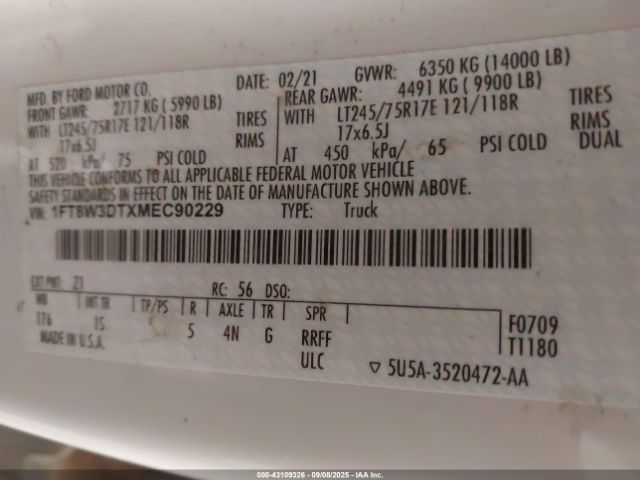 MFD. BY FORD MOTOR CO. DATE: 02/21 GVWR: 6350 KG (14000 LB)
FRONT GAWR: 2717 KG ( 5990 LB) REAR GAWR: 4491 KG ( 9900 LB)
WITH LT245/75R17E 121/118R TIRES WITH LT245/75R17E 121/118R TIRES
17x6.5J RIMS 17x6.5J RIMS
AT 520 kPa/ 75 PSI COLD AT 450 kPa/ 65 PSI COLD DUAL
THIS VEHICLE CONFORMS TO ALL APPLICABLE FEDERAL MOTOR VEHICLE
SAFETY STANDARDS IN EFFECT ON THE DATE OF MANUFACTURE SHOWN ABOVE.
VIN: 1FT8W3DTXMEC90229 TYPE: Truck
EXT PNT: Z1 RC: 56 DSO:
WB INT TR TP/PS R AXLE TR SPR
176 1S 5 4N G RRFF F0709
MADE IN U.S.A. ULC T1180
5U5A-3520472-AA
000-43109326 - 09/08/2025 - IAA Inc.